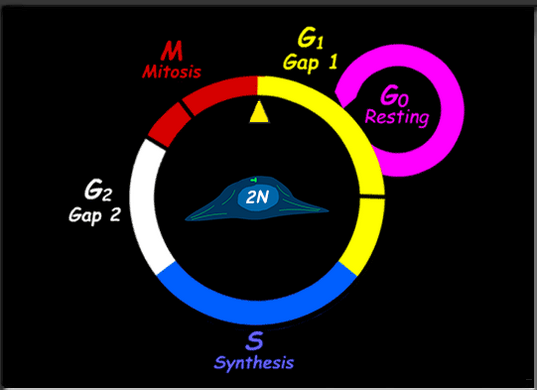 M
Mitosis
G1
Gap 1
G0
Resting
G2
Gap 2
2N
S
Synthesis